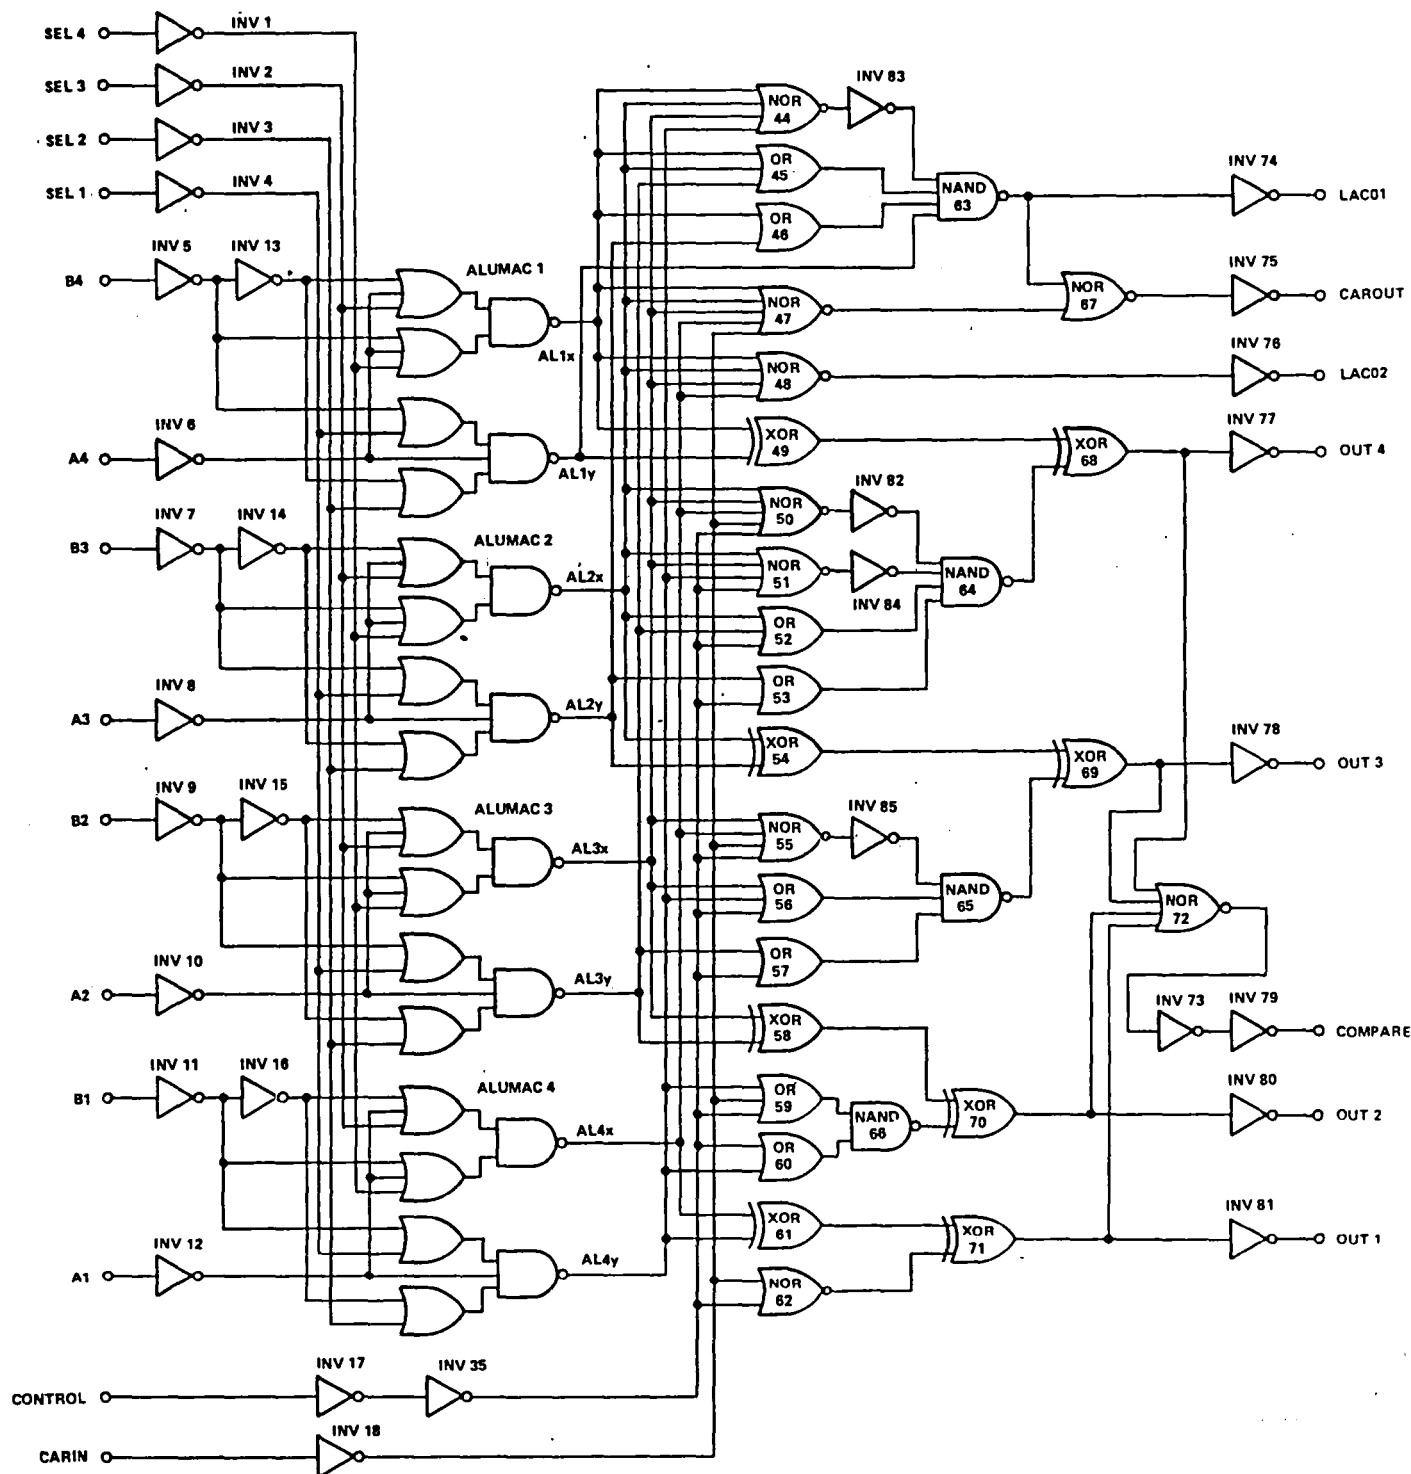 SEL 4
INV 1
SEL 3
INV 2
SEL 2
INV 3
SEL 1
INV 4
B4
INV 5
INV 13
ALUMAC 1
AL1x
A4
INV 6
AL1y
B3
INV 7
INV 14
ALUMAC 2
AL2x
A3
INV 8
AL2y
B2
INV 9
INV 15
ALUMAC 3
AL3x
A2
INV 10
AL3y
B1
INV 11
INV 16
ALUMAC 4
AL4x
A1
INV 12
AL4y
CONTROL
INV 17
INV 35
CARIN
INV 18
NOR
44
INV 83
OR
45
OR
46
NAND
63
INV 74
LAC01
NOR
47
NOR
67
INV 75
CAROUT
NOR
48
INV 76
LAC02
XOR
49
XOR
68
INV 77
OUT 4
NOR
50
INV 82
NOR
51
INV 84
NAND
64
OR
52
OR
53
XOR
54
XOR
69
INV 78
OUT 3
NOR
55
INV 85
OR
56
NAND
65
OR
57
NOR
72
INV 73
INV 79
COMPARE
XOR
58
OR
59
NAND
66
OR
60
XOR
70
INV 80
OUT 2
XOR
61
XOR
71
INV 81
OUT 1
NOR
62